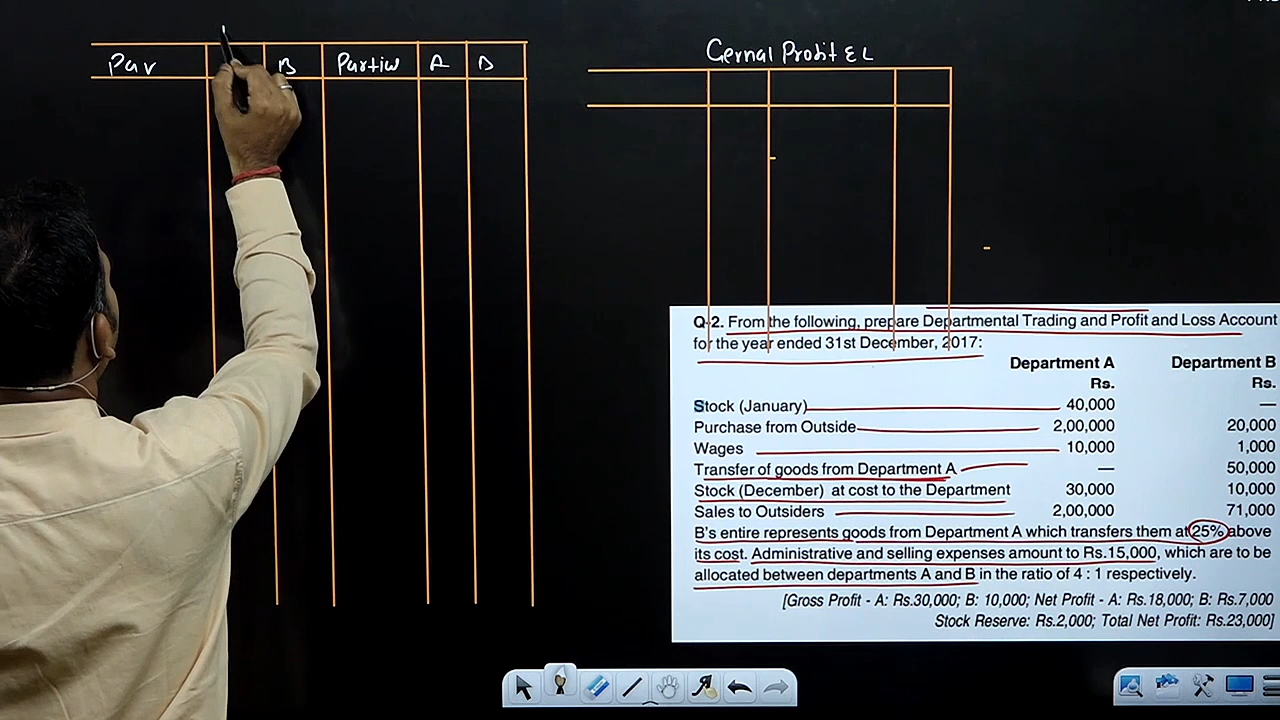 Par B Particu A B
Gernal Profit & L
Q-2. From the following, prepare Departmental Trading and Profit and Loss Account
for the year ended 31st December, 2017:
Department A Department B
Rs. Rs.
Stock (January) 40,000 —
Purchase from Outside 2,00,000 20,000
Wages 10,000 1,000
Transfer of goods from Department A — 50,000
Stock (December) at cost to the Department 30,000 10,000
Sales to Outsiders 2,00,000 71,000
B's entire represents goods from Department A which transfers them at 25% above
its cost. Administrative and selling expenses amount to Rs.15,000, which are to be
allocated between departments A and B in the ratio of 4 : 1 respectively.
[Gross Profit - A: Rs.30,000; B: 10,000; Net Profit - A: Rs.18,000; B: Rs.7,000
Stock Reserve: Rs.2,000; Total Net Profit: Rs.23,000]